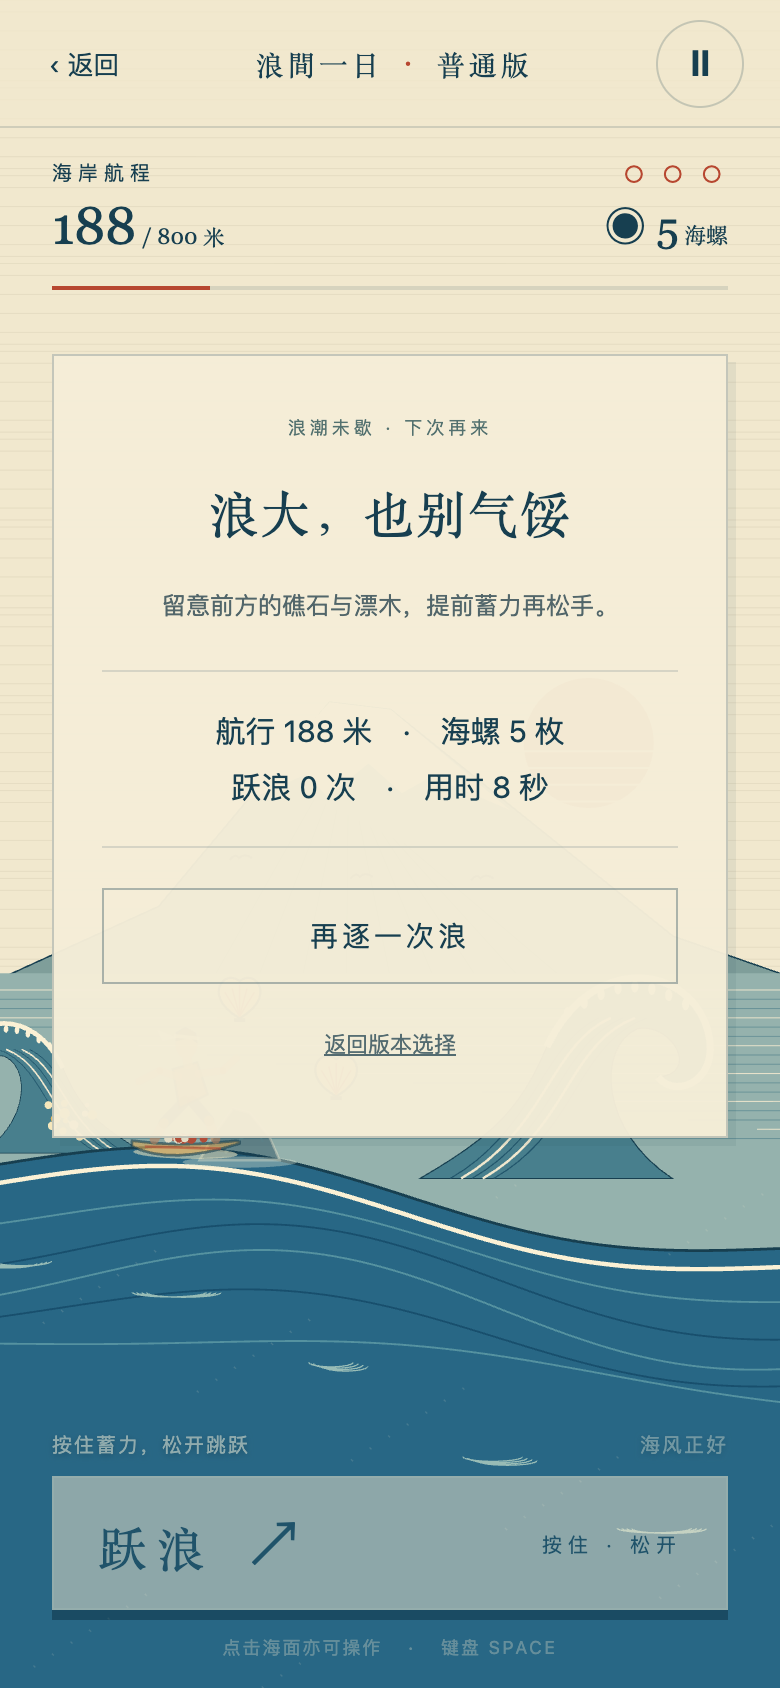 ‹ 返回
浪間一日 · 普通版
海岸航程
188 / 800 米
5 海螺
浪潮未歇 · 下次再来
浪大，也别气馁
留意前方的礁石与漂木，提前蓄力再松手。
航行 188 米 · 海螺 5 枚
跃浪 0 次 · 用时 8 秒
再逐一次浪
返回版本选择
按住蓄力，松开跳跃
海风正好
跃浪 ↗
按住 · 松开
点击海面亦可操作 · 键盘 SPACE